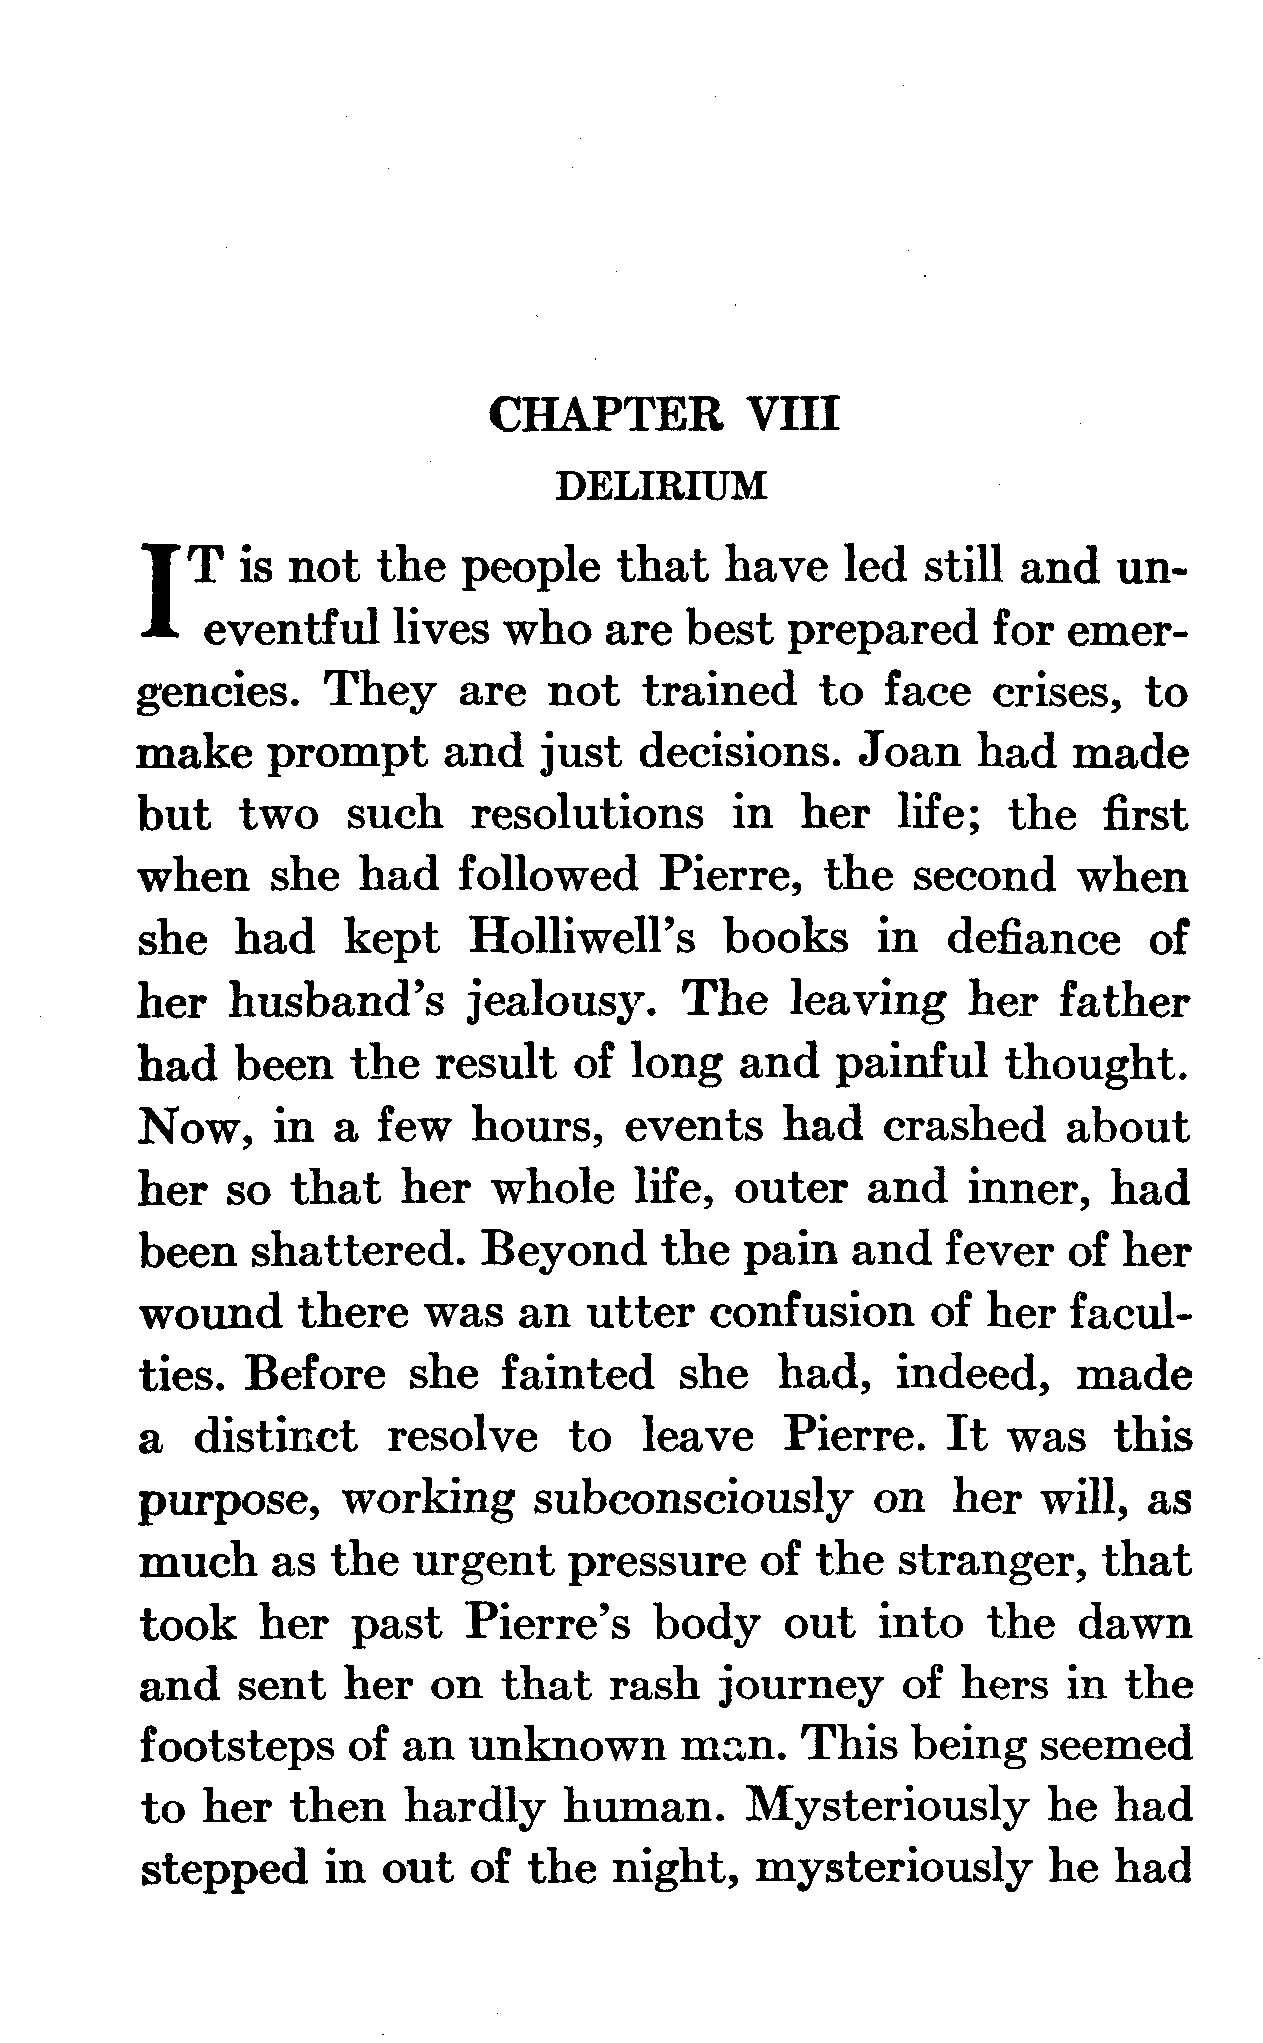 CHAPTER VIII
DELIRIUM
IT is not the people that have led still and un-
eventful lives who are best prepared for emer-
gencies. They are not trained to face crises, to
make prompt and just decisions. Joan had made
but two such resolutions in her life; the first
when she had followed Pierre, the second when
she had kept Holliwell's books in defiance of
her husband's jealousy. The leaving her father
had been the result of long and painful thought.
Now, in a few hours, events had crashed about
her so that her whole life, outer and inner, had
been shattered. Beyond the pain and fever of her
wound there was an utter confusion of her facul-
ties. Before she fainted she had, indeed, made
a distinct resolve to leave Pierre. It was this
purpose, working subconsciously on her will, as
much as the urgent pressure of the stranger, that
took her past Pierre's body out into the dawn
and sent her on that rash journey of hers in the
footsteps of an unknown man. This being seemed
to her then hardly human. Mysteriously he had
stepped in out of the night, mysteriously he had